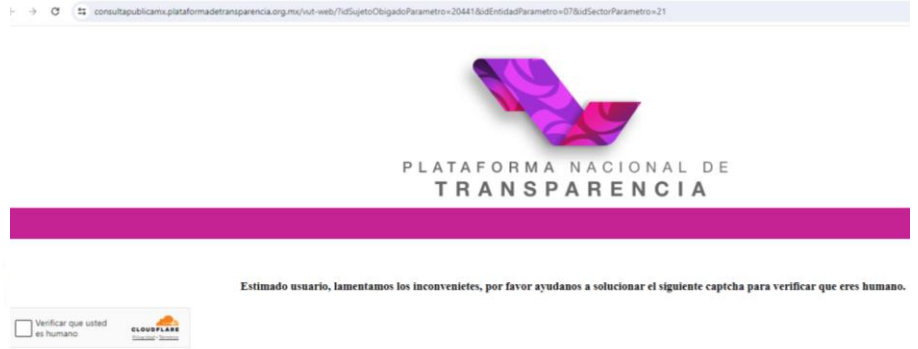 consultapublicamx.plataformadetransparencia.org.mx/vut-web/?idSujetoObigadoParametro=20441&idEntidadParametro=07&idSectorParametro=21
PLATAFORMA NACIONAL DE
TRANSPARENCIA
Estimado usuario, lamentamos los inconvenietes, por favor ayudanos a solucionar el siguiente captcha para verificar que eres humano.
Verificar que usted
es humano
CLOUDFLARE
Privacidad • Términos